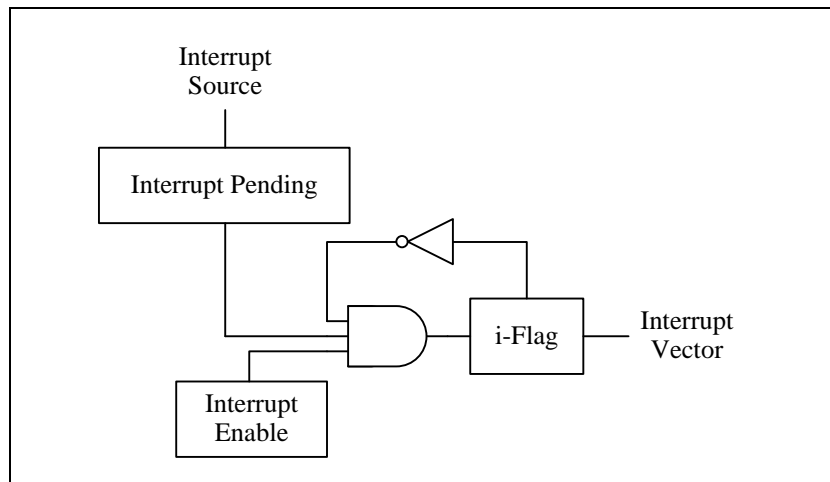 Interrupt
Source
Interrupt Pending
i-Flag
Interrupt
Vector
Interrupt
Enable